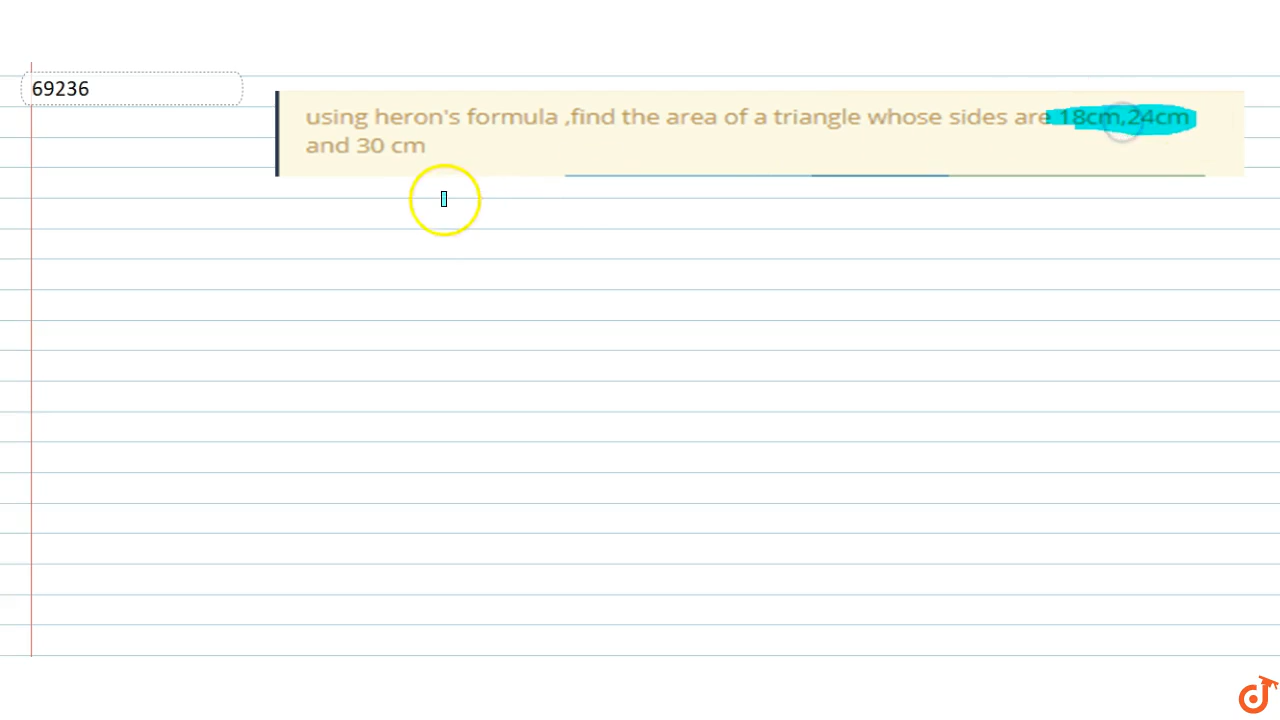 69236
using heron's formula ,find the area of a triangle whose sides are 18cm,24cm
and 30 cm